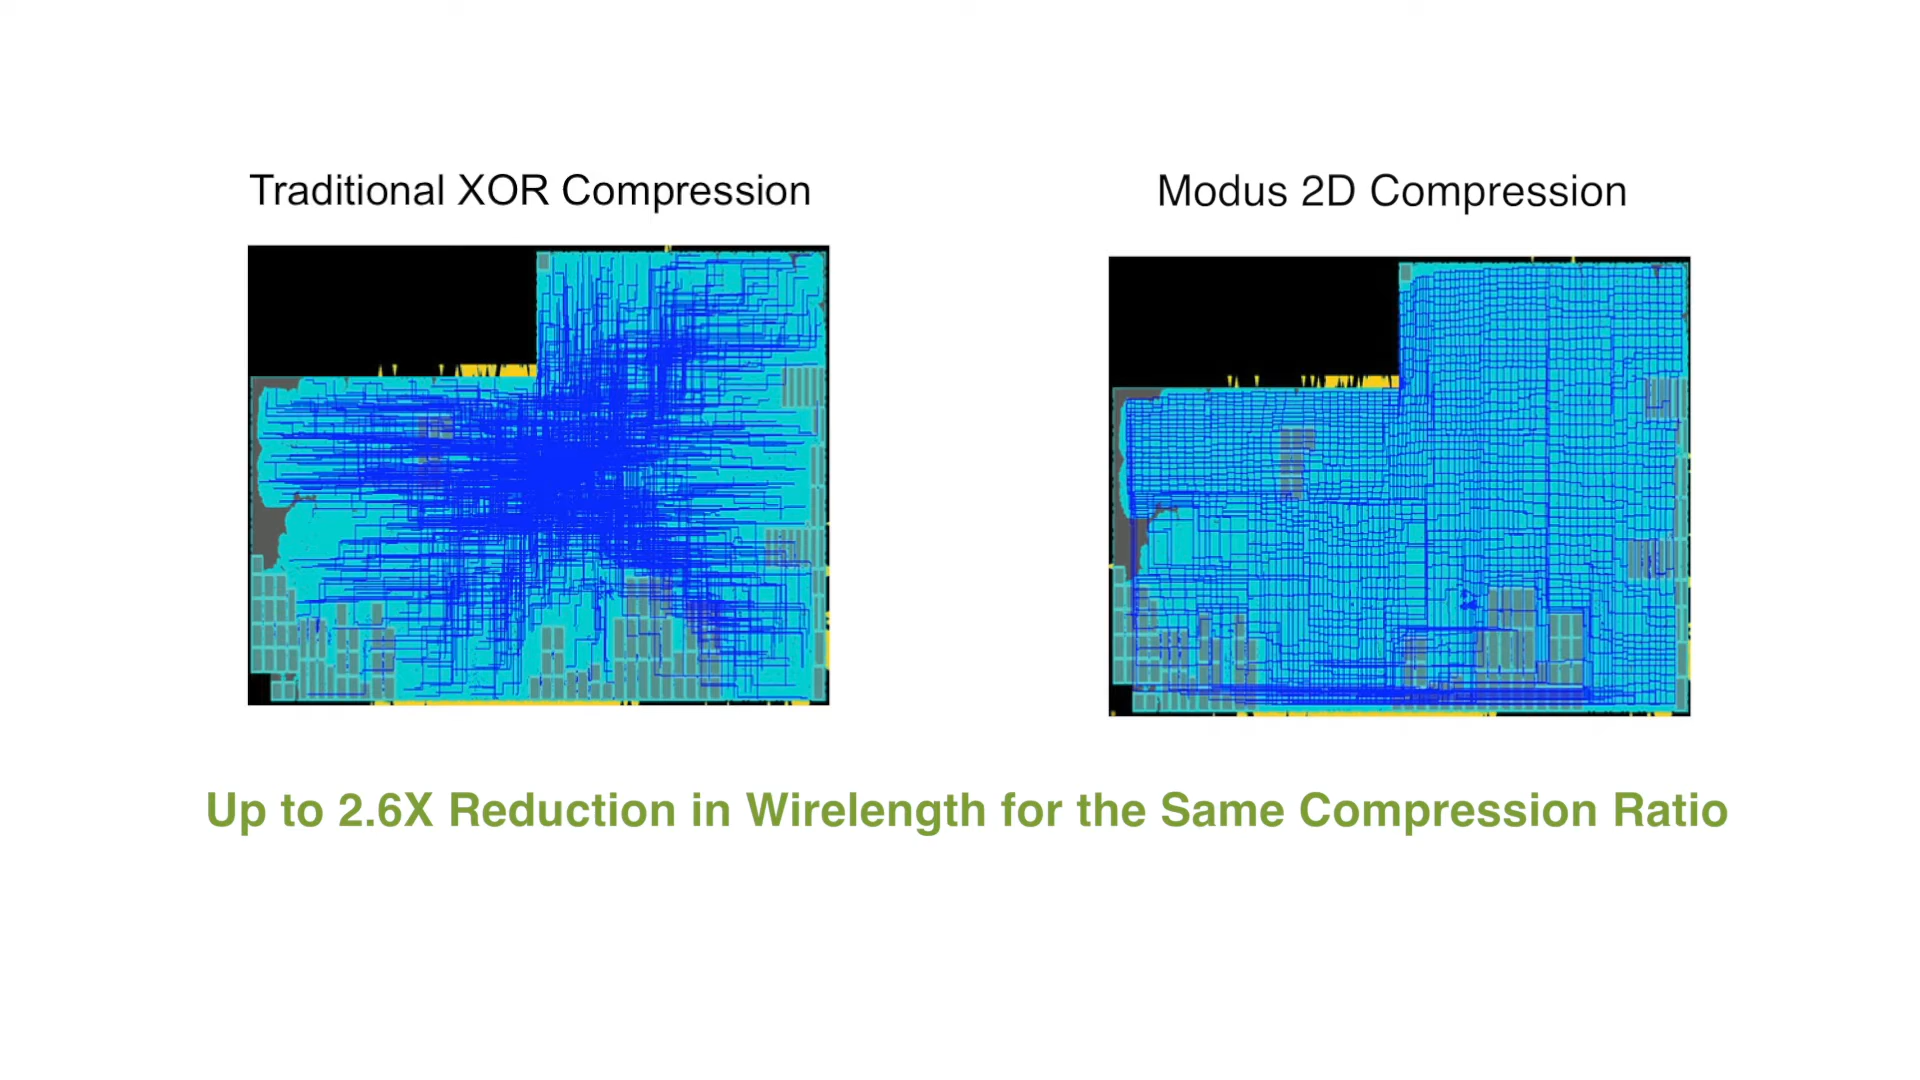 Traditional XOR Compression
Modus 2D Compression
Up to 2.6X Reduction in Wirelength for the Same Compression Ratio